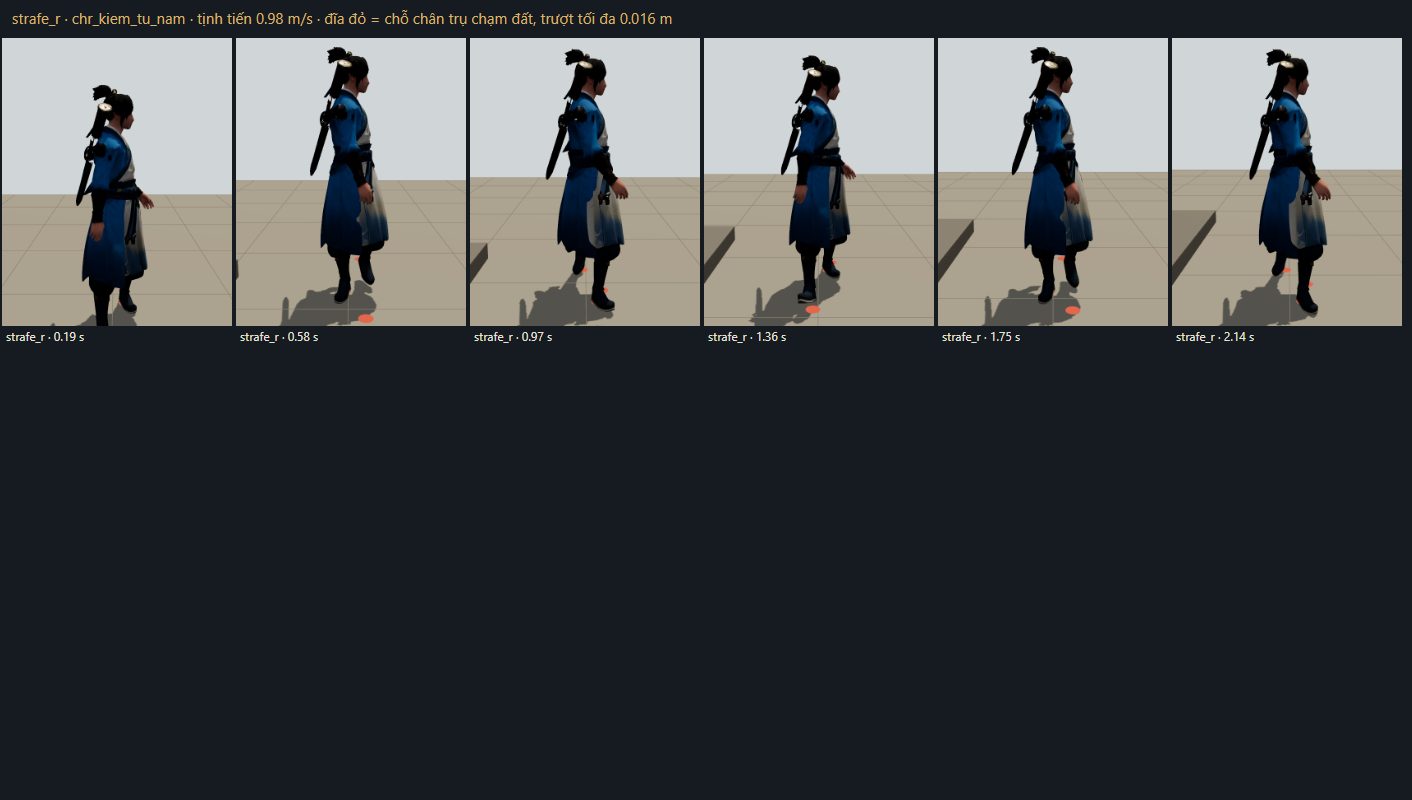 strafe_r · chr_kiem_tu_nam · tịnh tiến 0.98 m/s · đĩa đỏ = chỗ chân trụ chạm đất, trượt tối đa 0.016 m
strafe_r · 0.19 s
strafe_r · 0.58 s
strafe_r · 0.97 s
strafe_r · 1.36 s
strafe_r · 1.75 s
strafe_r · 2.14 s